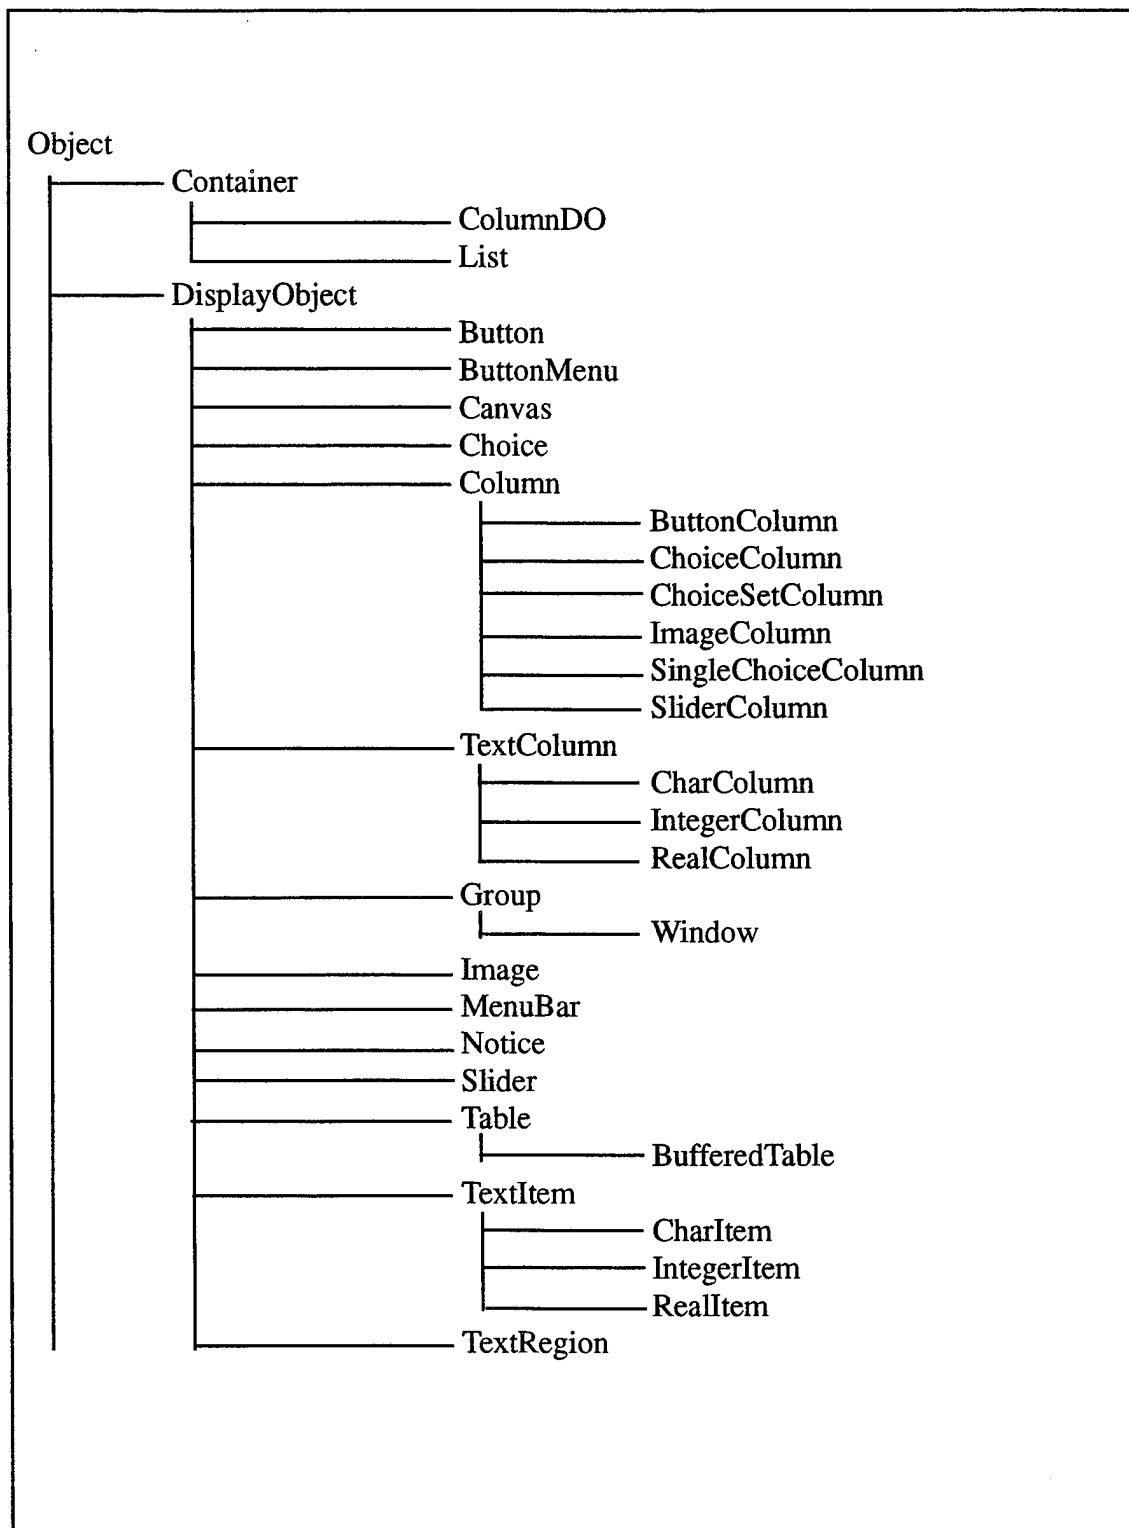 Object
Container
ColumnDO
List
DisplayObject
Button
ButtonMenu
Canvas
Choice
Column
ButtonColumn
ChoiceColumn
ChoiceSetColumn
ImageColumn
SingleChoiceColumn
SliderColumn
TextColumn
CharColumn
IntegerColumn
RealColumn
Group
Window
Image
MenuBar
Notice
Slider
Table
BufferedTable
TextItem
CharItem
IntegerItem
RealItem
TextRegion